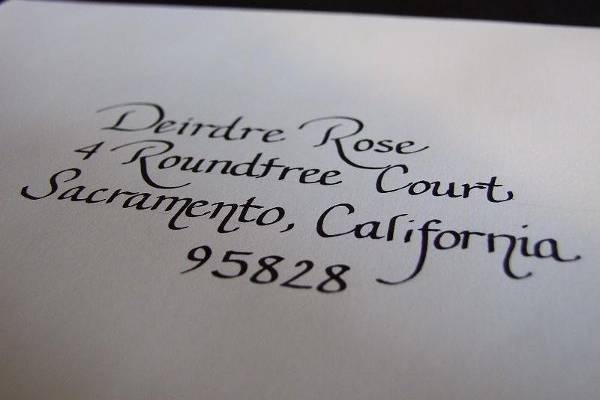 Deirdre Rose
4 Roundtree Court
Sacramento, California
95828